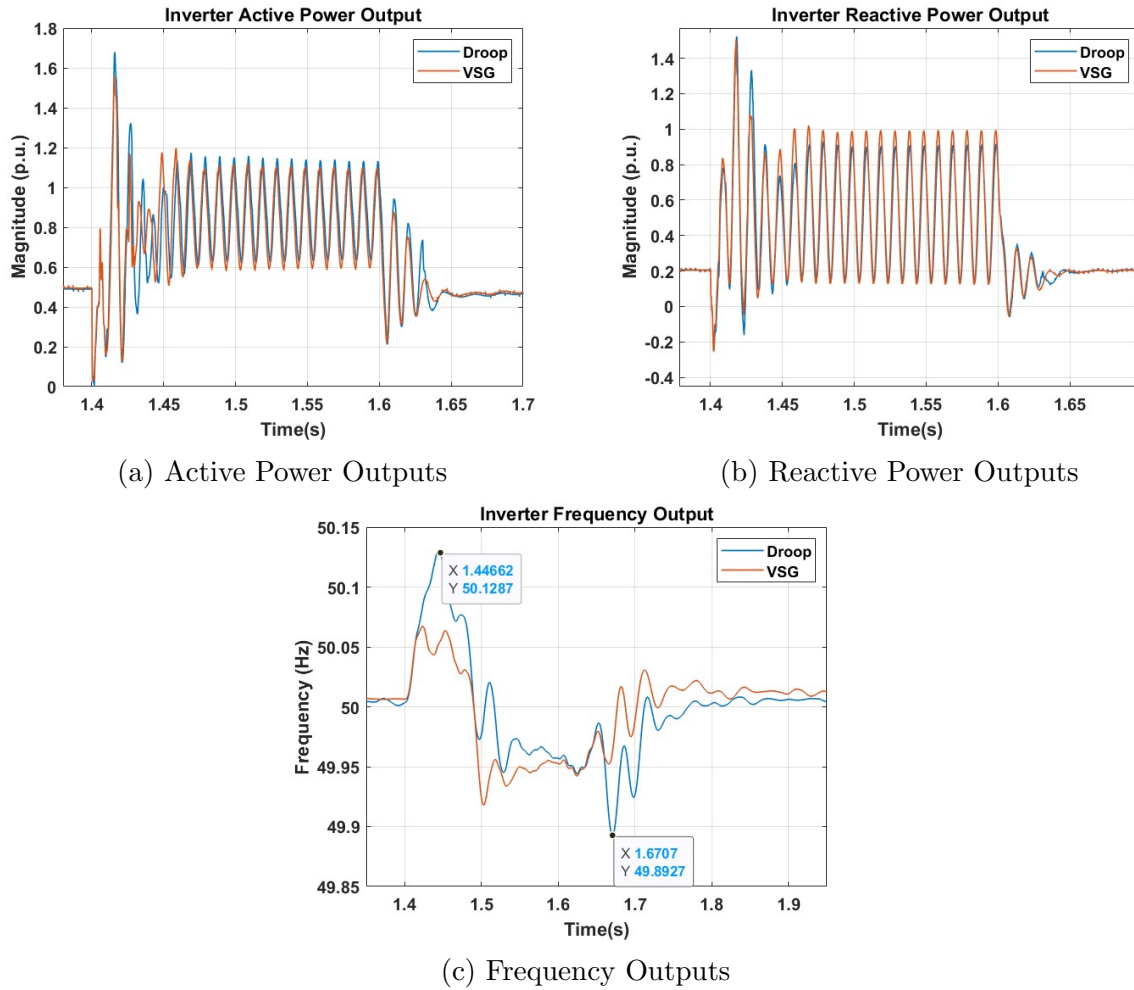 Inverter Active Power Output
Droop
VSG
Magnitude (p.u.)
1.8
1.6
1.4
1.2
1
0.8
0.6
0.4
0.2
0
1.4 1.45 1.5 1.55 1.6 1.65 1.7
Time(s)
(a) Active Power Outputs
Inverter Reactive Power Output
Droop
VSG
Magnitude (p.u.)
1.4
1.2
1
0.8
0.6
0.4
0.2
0
-0.2
-0.4
1.4 1.45 1.5 1.55 1.6 1.65
Time(s)
(b) Reactive Power Outputs
Inverter Frequency Output
Droop
VSG
Frequency (Hz)
50.15
50.1
50.05
50
49.95
49.9
49.85
X 1.44662
Y 50.1287
X 1.6707
Y 49.8927
1.4 1.5 1.6 1.7 1.8 1.9
Time(s)
(c) Frequency Outputs